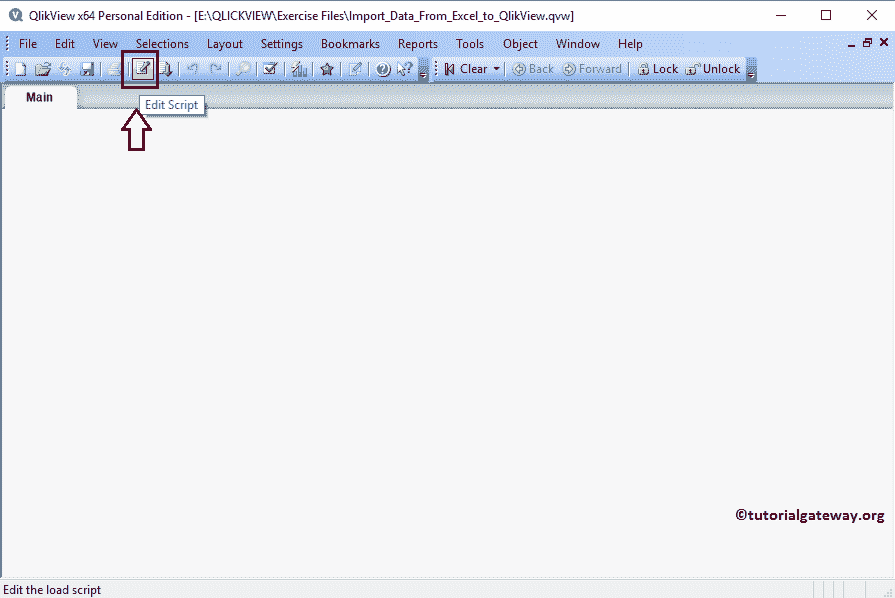 QlikView x64 Personal Edition - [E:\QLICKVIEW\Exercise Files\Import_Data_From_Excel_to_QlikView.qvw]
File Edit View Selections Layout Settings Bookmarks Reports Tools Object Window Help
Clear Back Forward Lock Unlock
Main
Edit Script
©tutorialgateway.org
Edit the load script